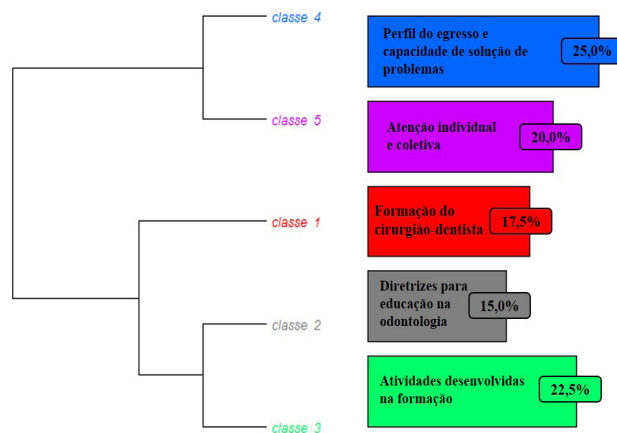 classe 4
Perfil do egresso e
capacidade de solução de
problemas
25,0%
classe 5
Atenção individual
e coletiva
20,0%
classe 1
Formação do
cirurgião-dentista
17,5%
classe 2
Diretrizes para
educação na
odontologia
15,0%
classe 3
Atividades desenvolvidas
na formação
22,5%